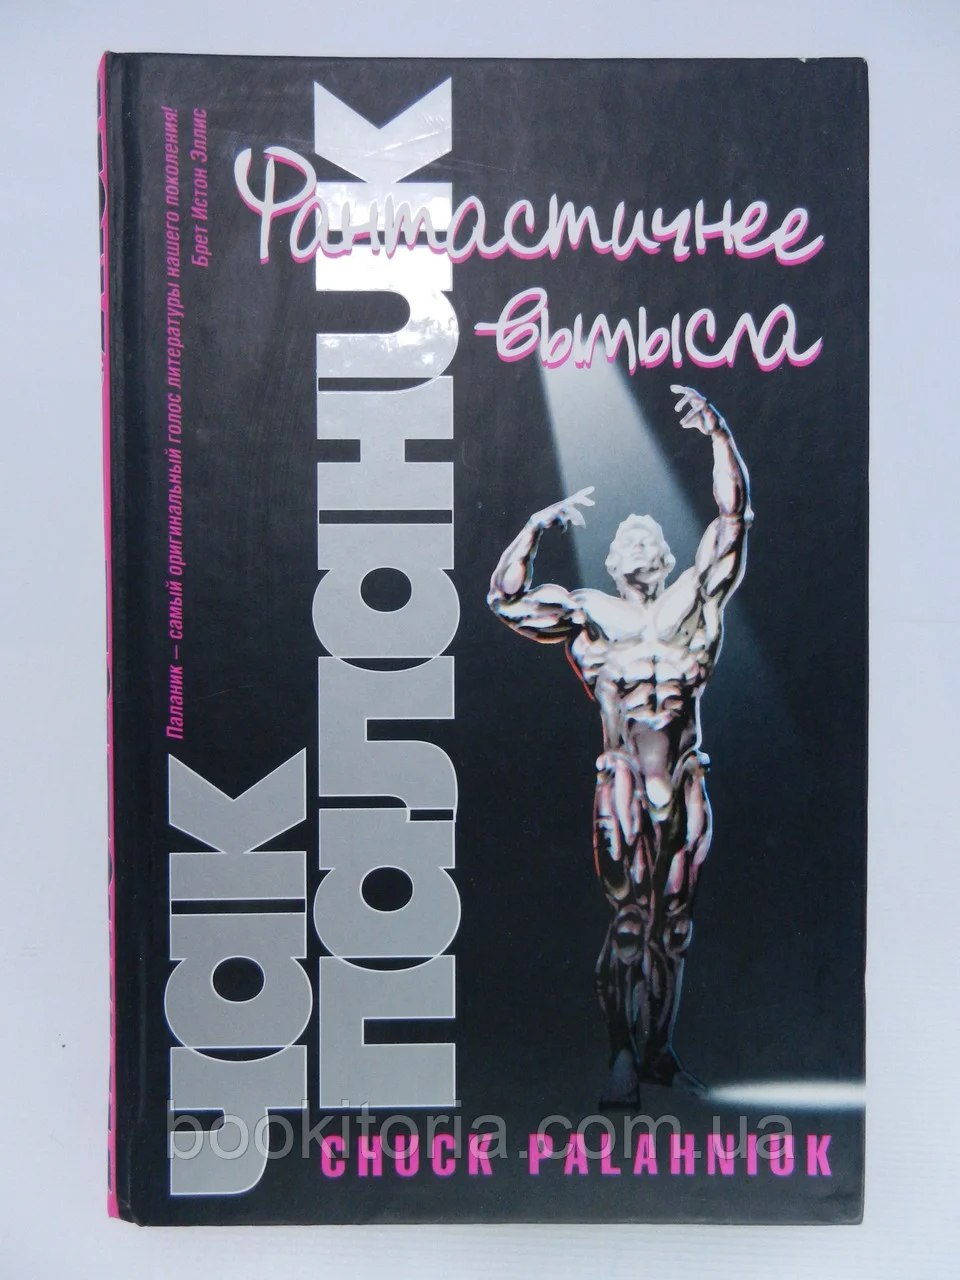 Паланик – самый оригинальный голос литературы нашего поколения!
Брет Истон Эллис
Чак
Паланик
Фантастичнее
вымысла
bookitoria.com.ua
CHUCK PALAHNIUK